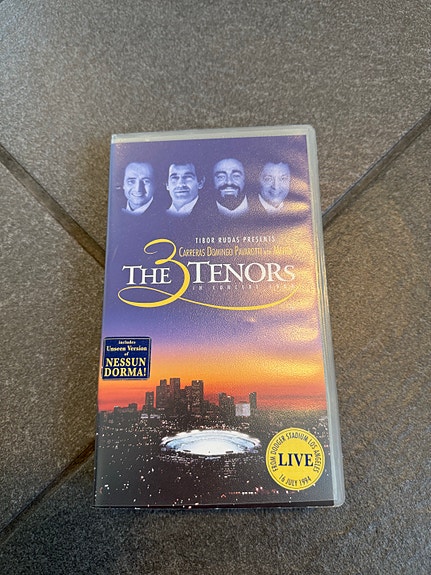 TIBOR RUDAS PRESENTS
CARRERAS DOMINGO PAVAROTTI with MEHTA
THE 3 TENORS
IN CONCERT 1994
includes
Unseen Version
of
NESSUN
DORMA!
FROM DODGER STADIUM LOS ANGELES
LIVE
16 JULY 1994